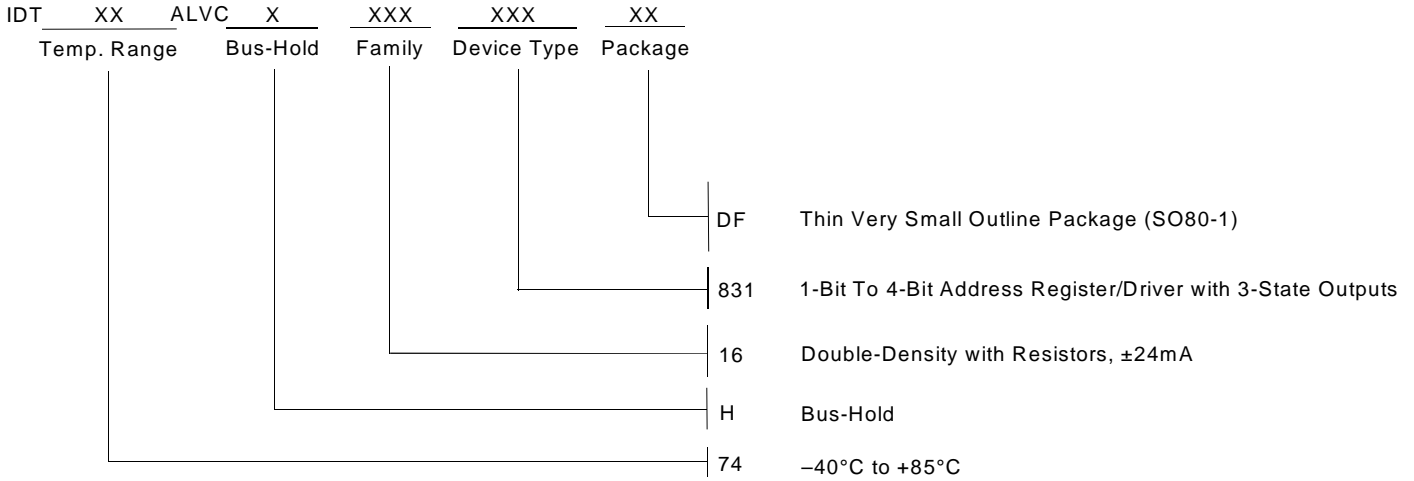 IDT XX ALVC X XXX XXX XX
Temp. Range Bus-Hold Family Device Type Package
DF Thin Very Small Outline Package (SO80-1)
831 1-Bit To 4-Bit Address Register/Driver with 3-State Outputs
16 Double-Density with Resistors, ±24mA
H Bus-Hold
74 –40°C to +85°C